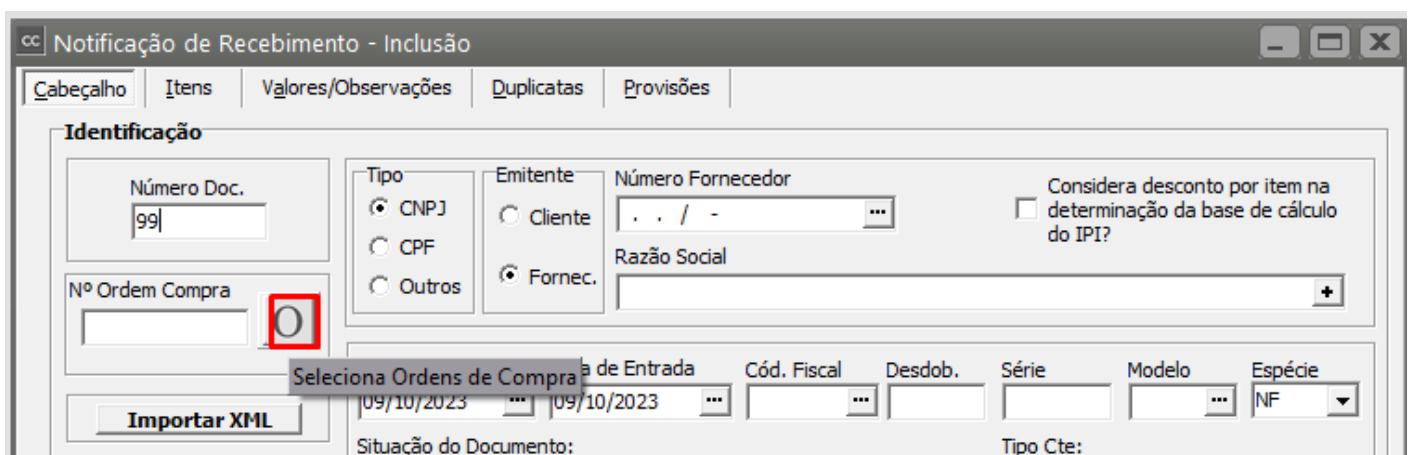 cc Notificação de Recebimento - Inclusão
Cabeçalho Itens Valores/Observações Duplicatas Provisões
Identificação
Número Doc.
99
Nº Ordem Compra
O
Seleciona Ordens de Compra
Importar XML
Tipo
CNPJ
CPF
Outros
Emitente
Cliente
Fornec.
Número Fornecedor
. . / -
Razão Social
Considera desconto por item na
determinação da base de cálculo
do IPI?
de Entrada Cód. Fiscal Desdob. Série Modelo Espécie
09/10/2023 09/10/2023 NF
Situação do Documento: Tipo Cte: